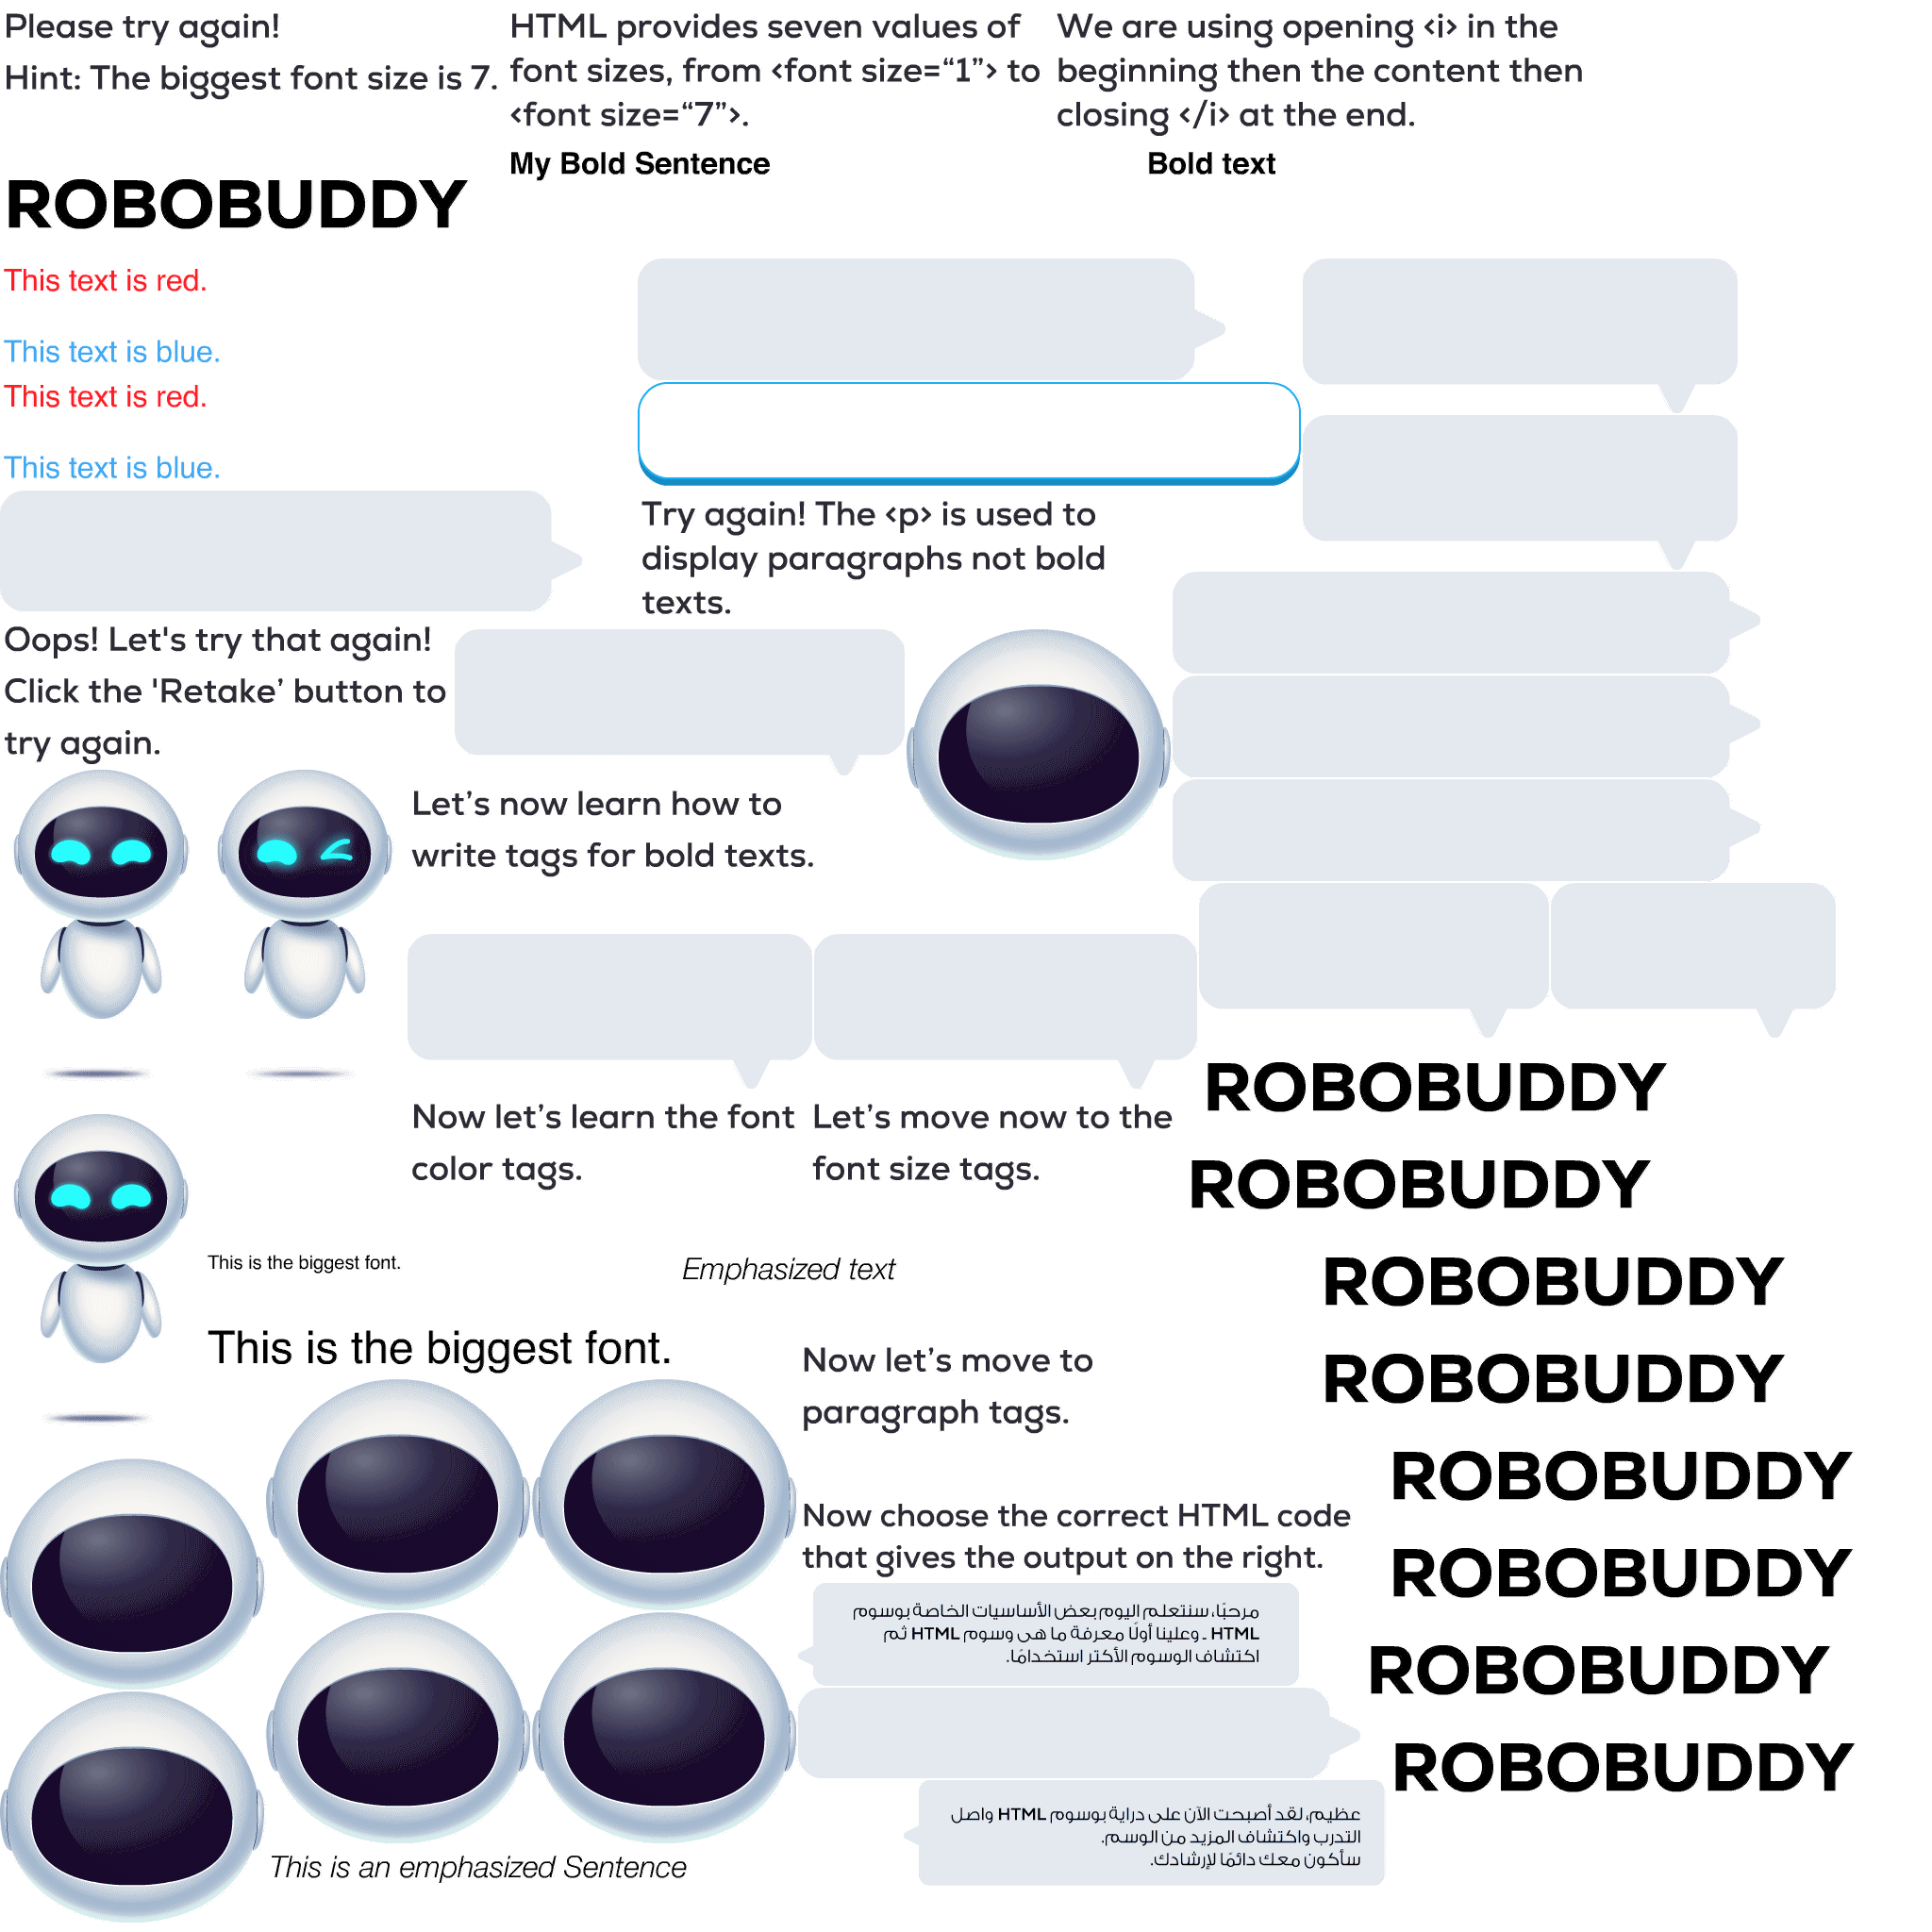 Please try again!
Hint: The biggest font size is 7.
HTML provides seven values of
font sizes, from <font size=“1”> to
<font size=“7”>.
We are using opening <i> in the
beginning then the content then
closing </i> at the end.
My Bold Sentence
Bold text
ROBOBUDDY
This text is red.
This text is blue.
This text is red.
This text is blue.
Try again! The <p> is used to
display paragraphs not bold
texts.
Oops! Let's try that again!
Click the 'Retake’ button to
try again.
Let’s now learn how to
write tags for bold texts.
Now let’s learn the font
color tags.
Let’s move now to the
font size tags.
ROBOBUDDY
ROBOBUDDY
This is the biggest font.
Emphasized text
ROBOBUDDY
This is the biggest font.
Now let’s move to
paragraph tags.
ROBOBUDDY
ROBOBUDDY
Now choose the correct HTML code
that gives the output on the right.
ROBOBUDDY
مرحبًا، سنتعلم اليوم بعض الأساسيات الخاصة بوسوم
HTML - وعلينا أولًا معرفة ما هي وسوم HTML ثم
اكتشاف الوسوم الأكثر استخدامًا.
ROBOBUDDY
ROBOBUDDY
عظيم، لقد أصبحت الآن على دراية بوسوم HTML واصل
التدرب واكتشاف المزيد من الوسم.
سأكون معك دائمًا لإرشادك.
This is an emphasized Sentence